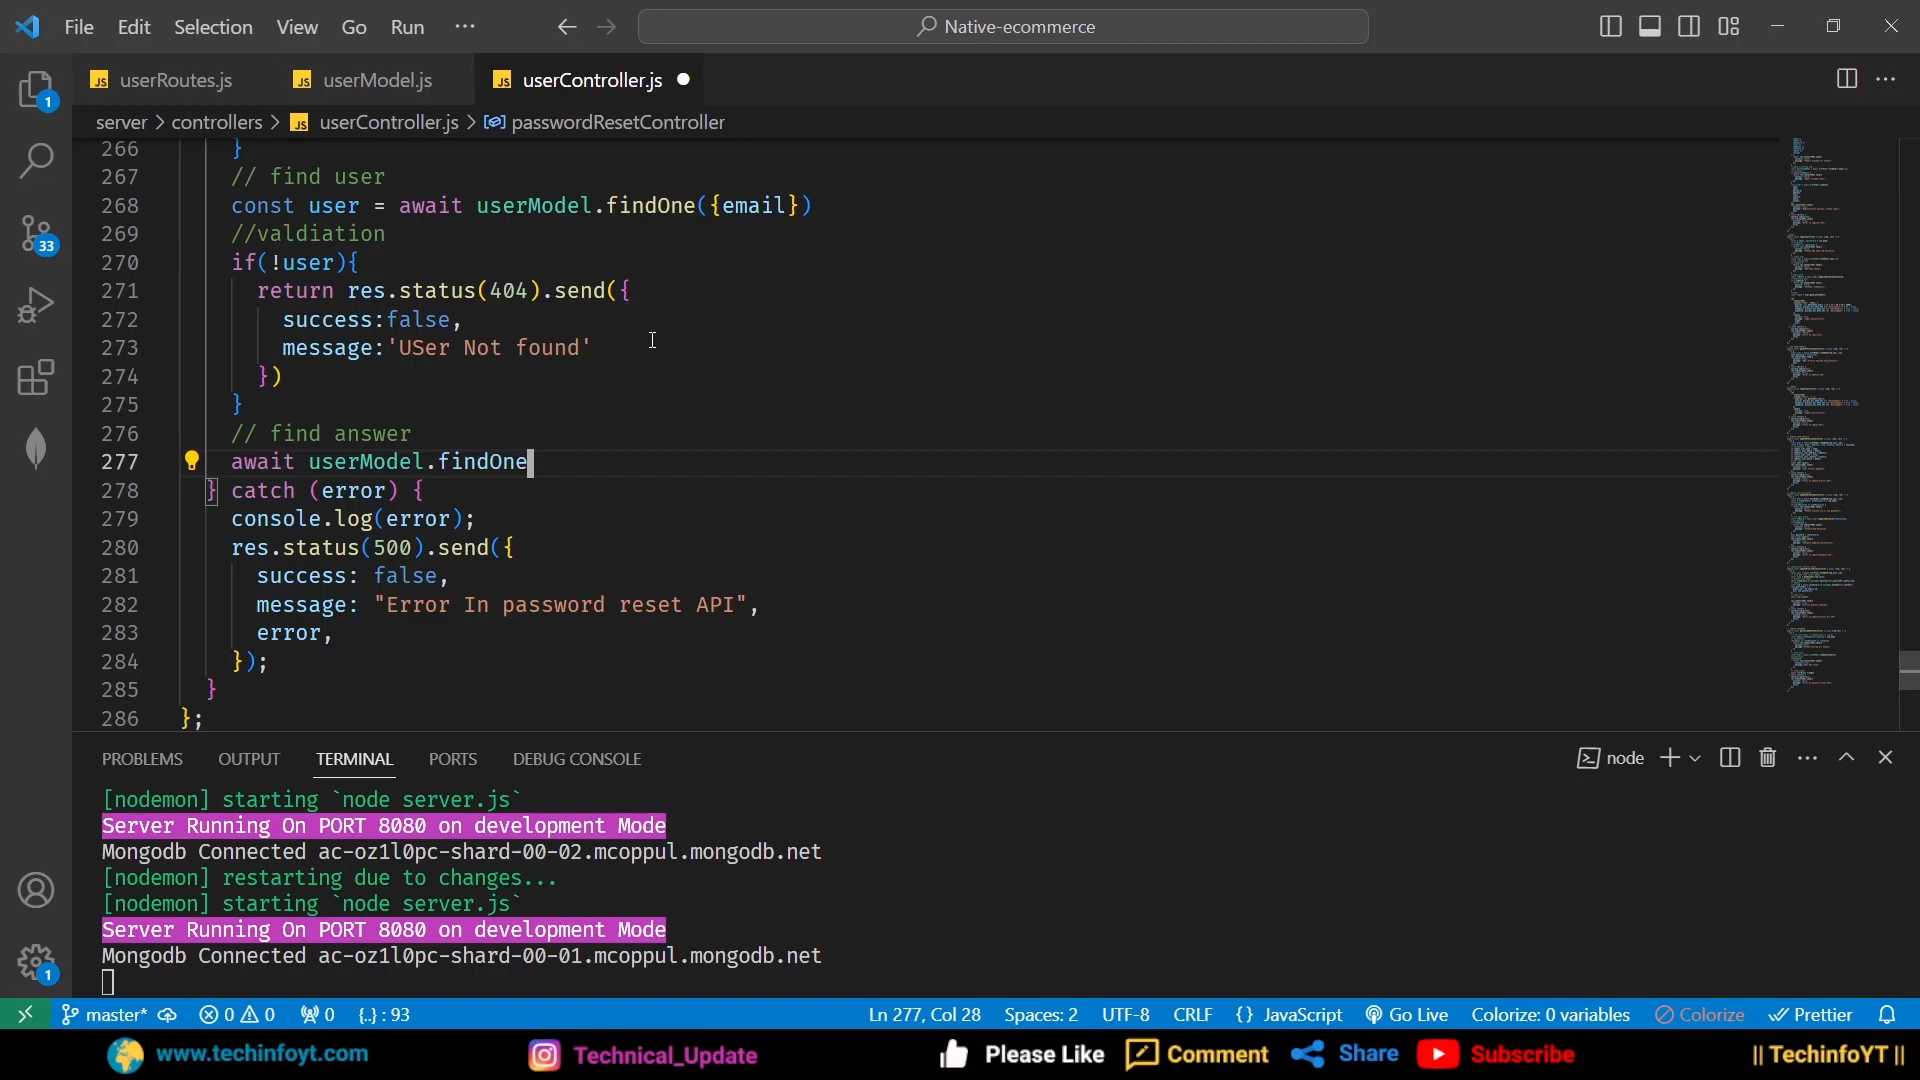 File Edit Selection View Go Run ··· Native-ecommerce
JS userRoutes.js JS userModel.js JS userController.js
server > controllers > JS userController.js > passwordResetController
266 }
267 // find user
268 const user = await userModel.findOne({email})
269 //valdiation
270 if(!user){
271 return res.status(404).send({
272 success:false,
273 message:'USer Not found'
274 })
275 }
276 // find answer
277 await userModel.findOne
278 } catch (error) {
279 console.log(error);
280 res.status(500).send({
281 success: false,
282 message: "Error In password reset API",
283 error,
284 });
285 }
286 };
1
33
1
PROBLEMS OUTPUT TERMINAL PORTS DEBUG CONSOLE node
[nodemon] starting `node server.js`
Server Running On PORT 8080 on development Mode
Mongodb Connected ac-oz1l0pc-shard-00-02.mcoppul.mongodb.net
[nodemon] restarting due to changes...
[nodemon] starting `node server.js`
Server Running On PORT 8080 on development Mode
Mongodb Connected ac-oz1l0pc-shard-00-01.mcoppul.mongodb.net
master* 0 0 0 {..} : 93 Ln 277, Col 28 Spaces: 2 UTF-8 CRLF {} JavaScript Go Live Colorize: 0 variables Colorize Prettier
www.techinfoyt.com Technical_Update Please Like Comment Share Subscribe || TechinfoYT ||